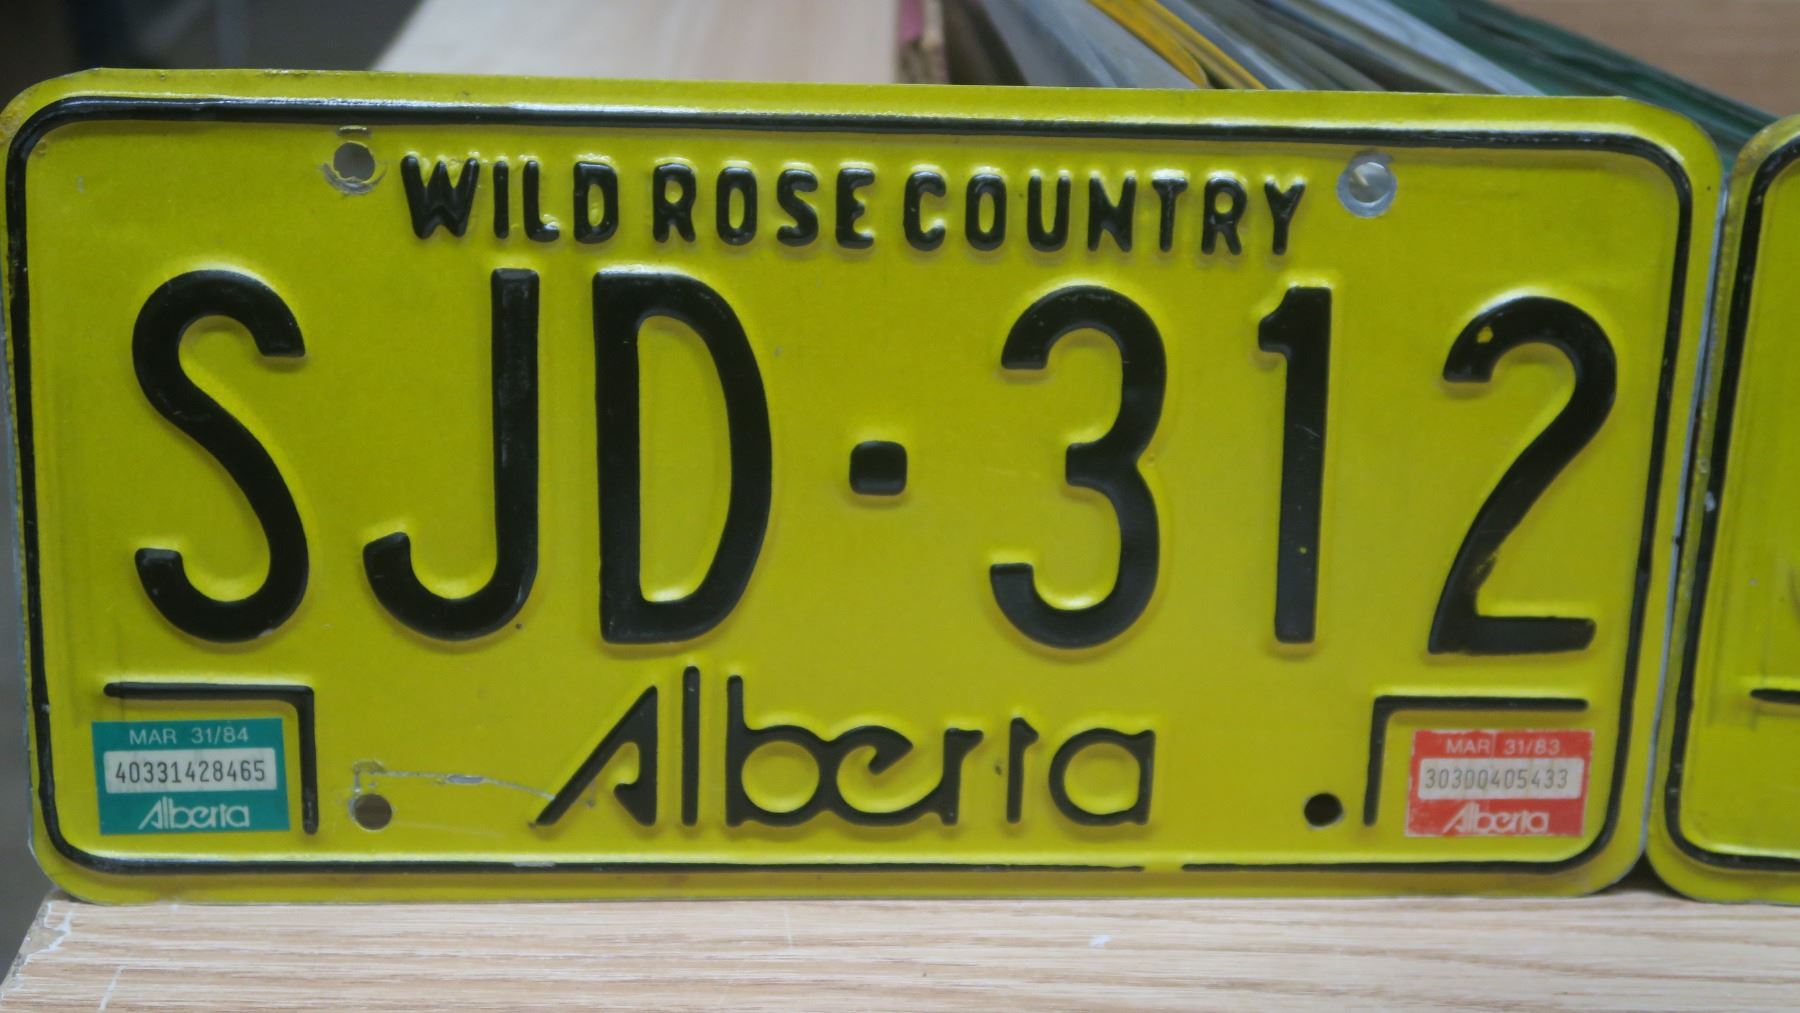 WILD ROSE COUNTRY
SJD·312
Alberta
MAR 31/84
40331428465
Alberta
MAR 31/83
30300405433
Alberta